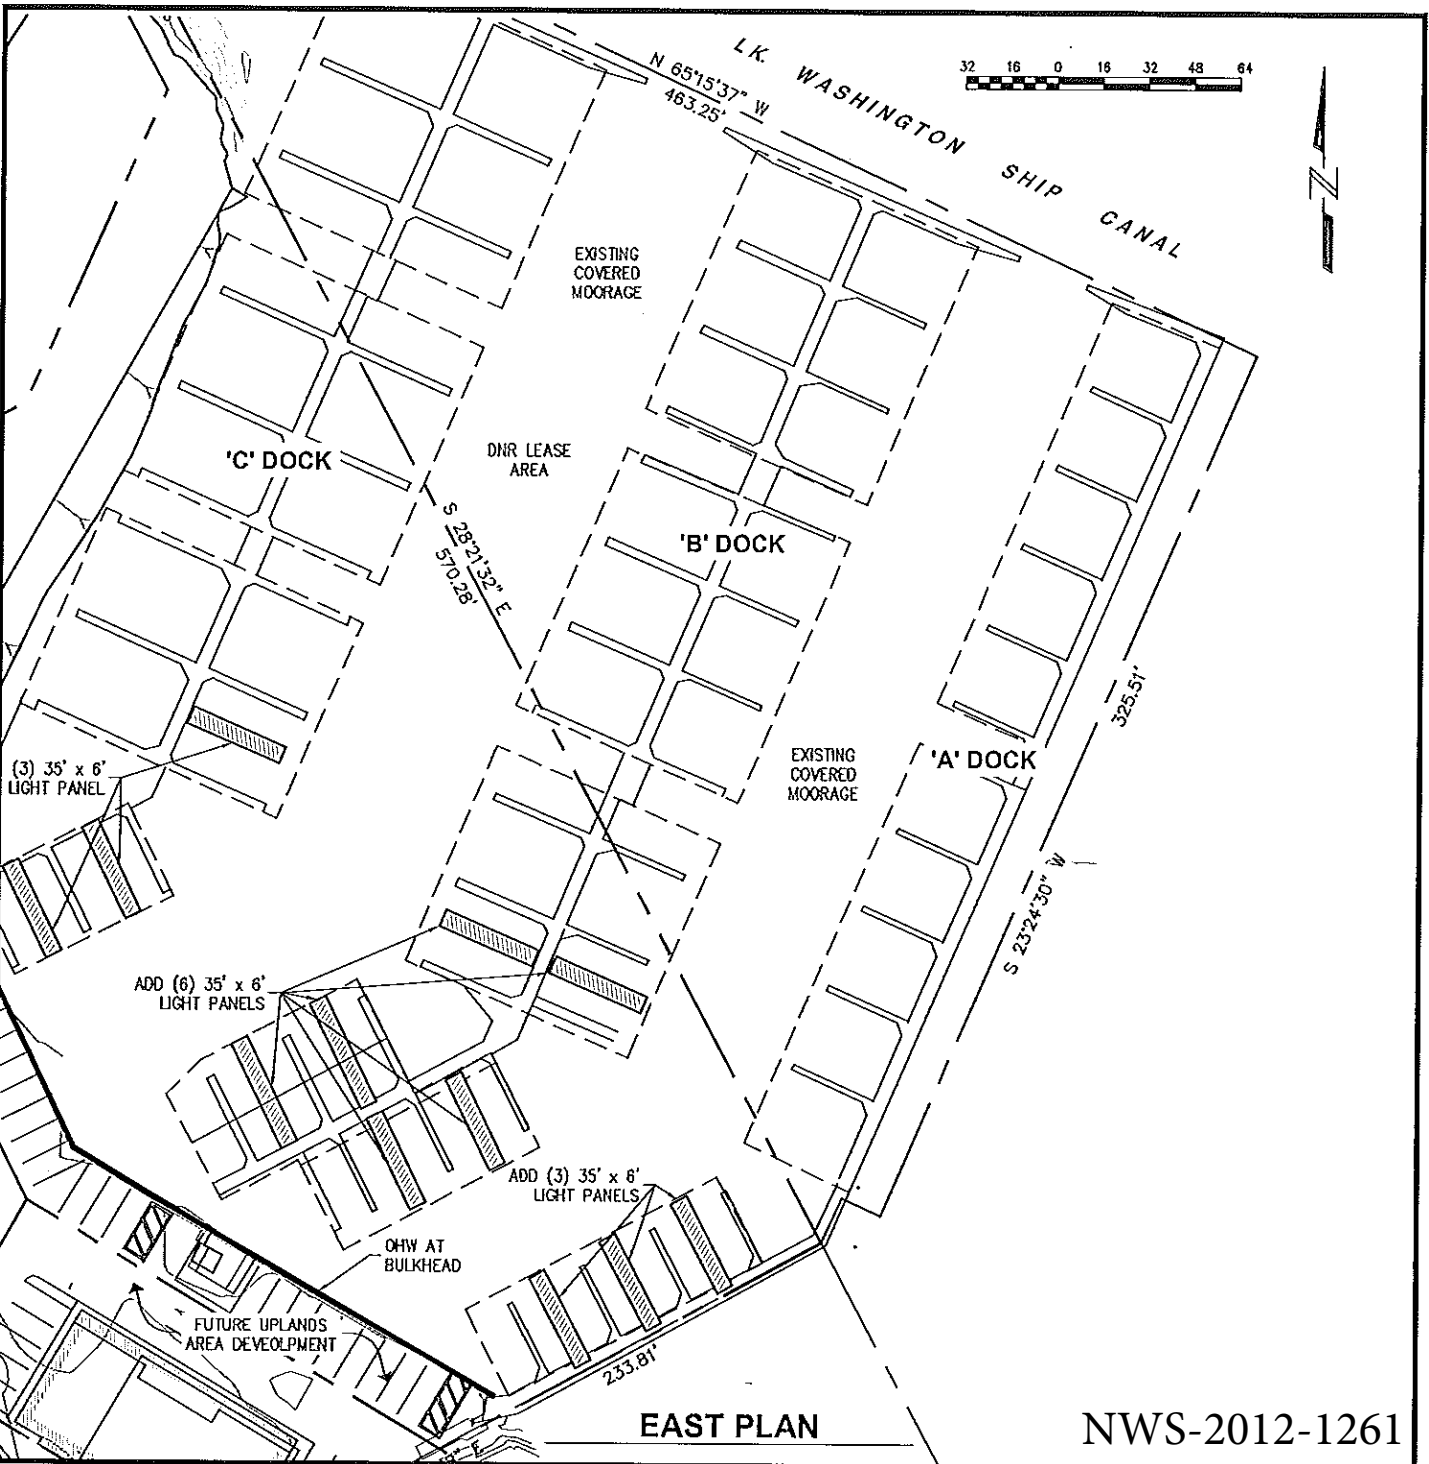 LK. WASHINGTON SHIP CANAL
32 16 0 16 32 48 64
N
N 65°15'37" W
463.25'
EXISTING
COVERED
MOORAGE
'C' DOCK
DNR LEASE
AREA
S 28°21'32" E
570.28'
'B' DOCK
EXISTING
COVERED
MOORAGE
'A' DOCK
325.51'
S 23°24'30" W
(3) 35' x 6'
LIGHT PANEL
ADD (6) 35' x 6'
LIGHT PANELS
ADD (3) 35' x 6'
LIGHT PANELS
OHW AT
BULKHEAD
FUTURE UPLANDS
AREA DEVEOLPMENT
233.81'
EAST PLAN
NWS-2012-1261